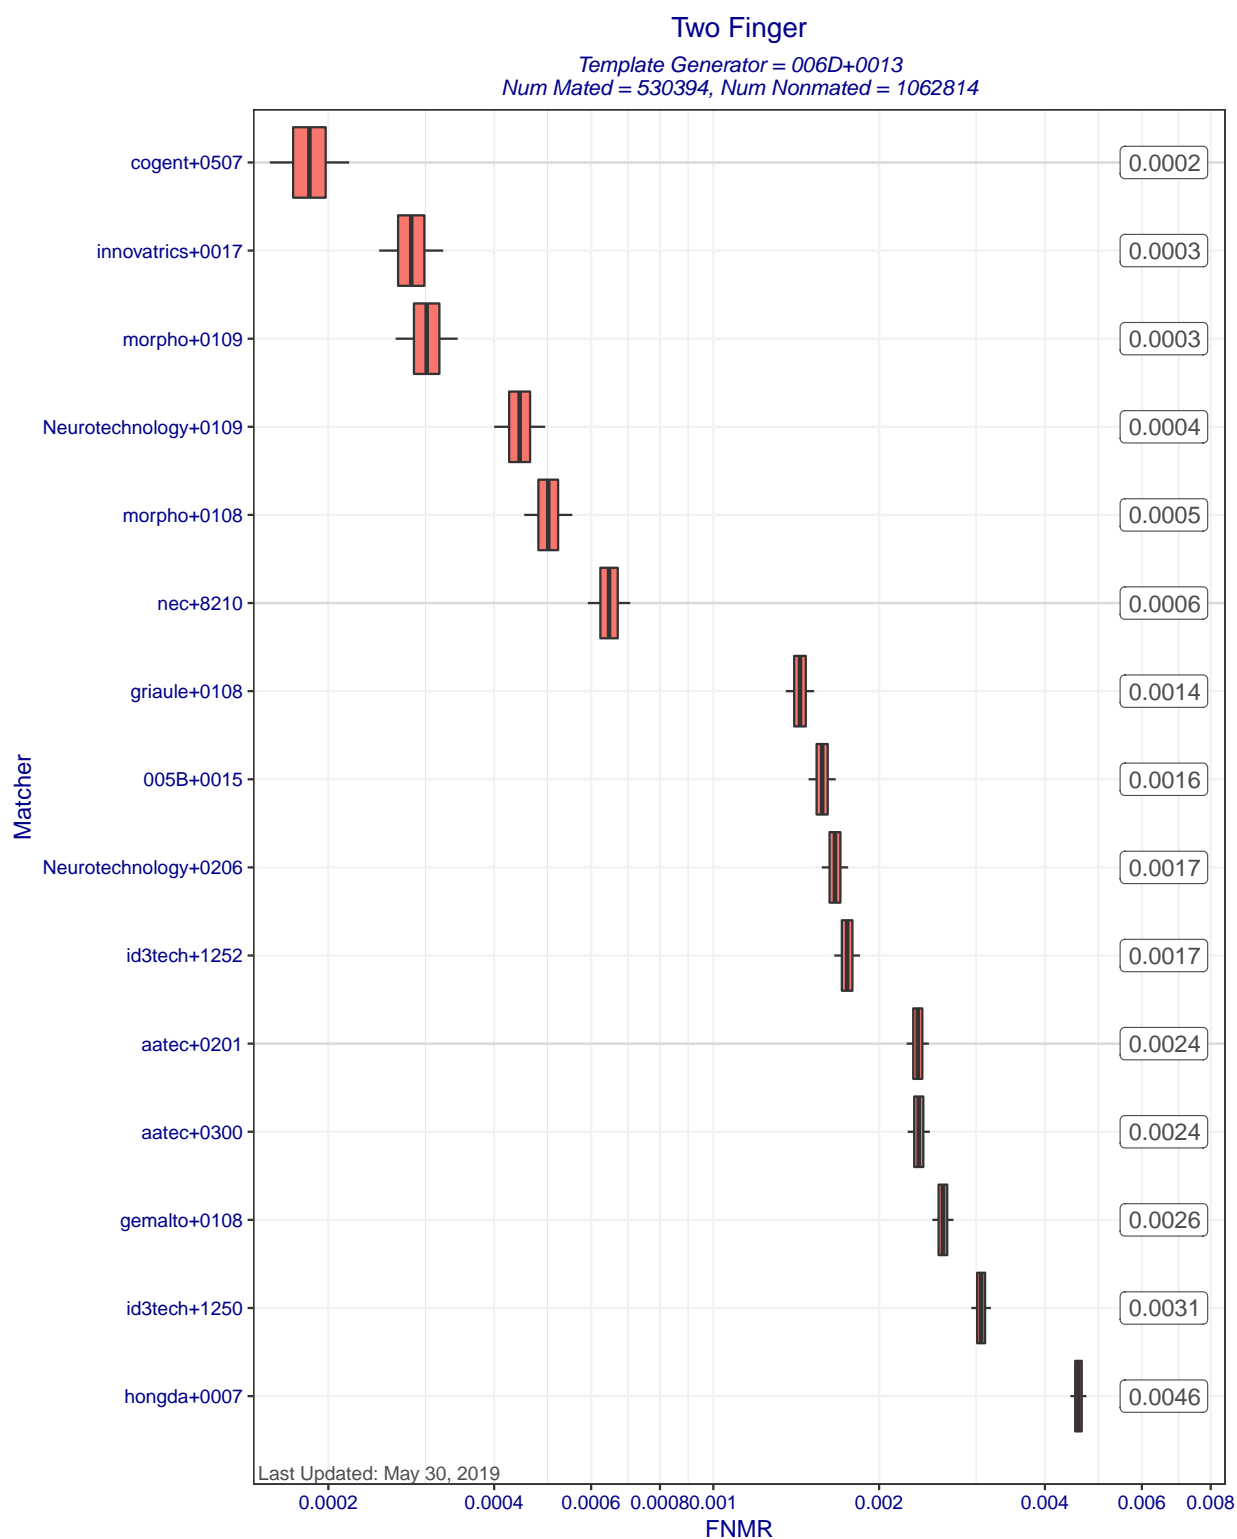 Two Finger
Template Generator = 006D+0013
Num Mated = 530394, Num Nonmated = 1062814
cogent+0507 0.0002
innovatrics+0017 0.0003
morpho+0109 0.0003
Neurotechnology+0109 0.0004
morpho+0108 0.0005
nec+8210 0.0006
griaule+0108 0.0014
005B+0015 0.0016
Neurotechnology+0206 0.0017
id3tech+1252 0.0017
aatec+0201 0.0024
aatec+0300 0.0024
gemalto+0108 0.0026
id3tech+1250 0.0031
hongda+0007 0.0046
Matcher
Last Updated: May 30, 2019
0.0002 0.0004 0.0006 0.0008 0.001 0.002 0.004 0.006 0.008
FNMR